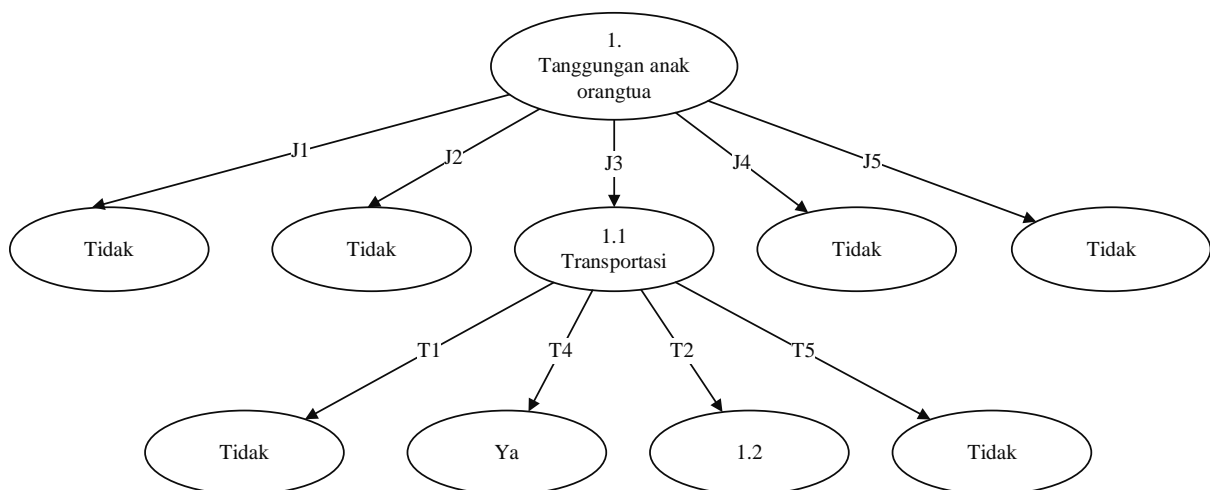 1.
Tanggungan anak
orangtua
J1
J2
J3
J4
J5
Tidak
Tidak
1.1
Transportasi
Tidak
Tidak
T1
T4
T2
T5
Tidak
Ya
1.2
Tidak